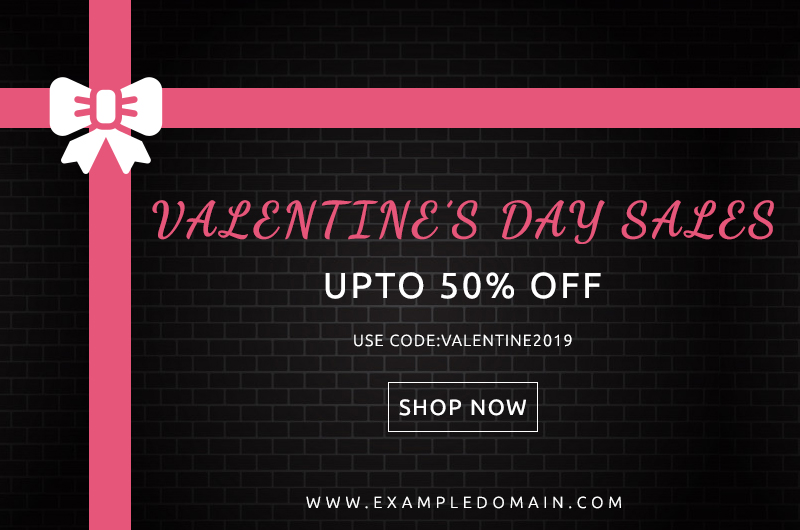 VALENTINE'S DAY SALES
UPTO 50% OFF
USE CODE:VALENTINE2019
SHOP NOW
WWW.EXAMPLEDOMAIN.COM